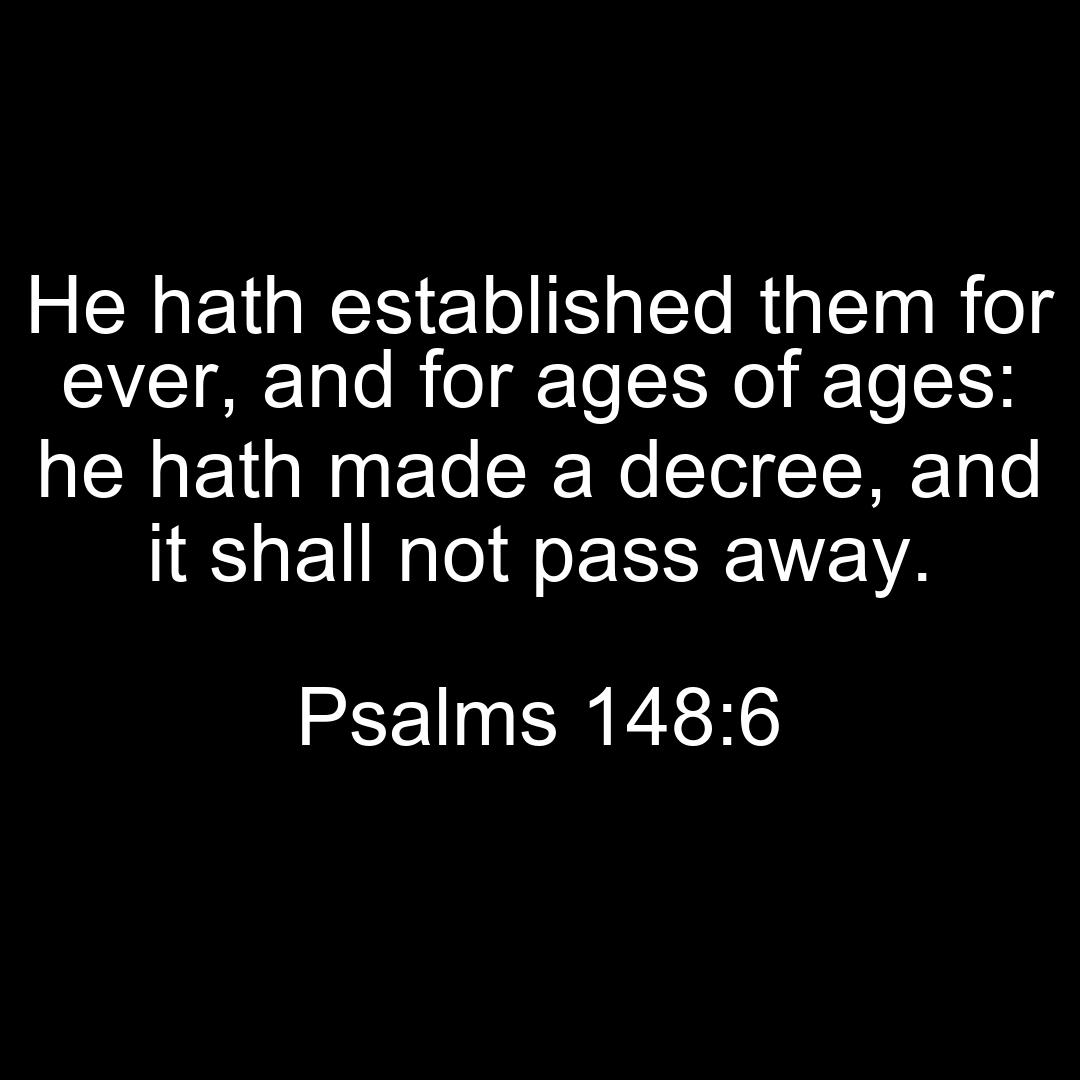 He hath established them for
ever, and for ages of ages:
he hath made a decree, and
it shall not pass away.
Psalms 148:6